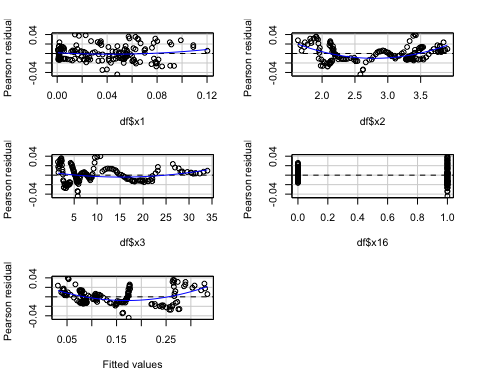 Pearson residual
-0.04 0.04
0.00 0.04 0.08 0.12
df$x1
Pearson residual
-0.04 0.04
2.0 2.5 3.0 3.5
df$x2
Pearson residual
-0.04 0.04
5 10 15 20 25 30 35
df$x3
Pearson residual
-0.04 0.04
0.0 0.2 0.4 0.6 0.8 1.0
df$x16
Pearson residual
-0.04 0.04
0.05 0.15 0.25
Fitted values